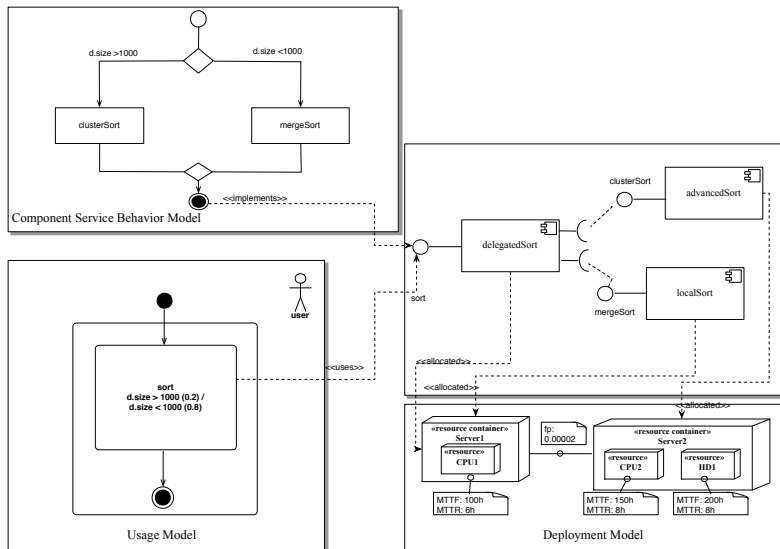 d.size >1000
d.size <1000
clusterSort
mergeSort
<<implements>>
Component Service Behavior Model
clusterSort
advancedSort
delegatedSort
sort
localSort
mergeSort
user
sort
d.size > 1000 (0.2) /
d.size < 1000 (0.8)
<<uses>>
Usage Model
<<allocated>>
<<allocated>>
<<allocated>>
«resource container»
Server1
«resource»
CPU1
fp:
0.00002
«resource container»
Server2
«resource»
CPU2
«resource»
HD1
MTTF: 100h
MTTR: 6h
MTTF: 150h
MTTR: 8h
MTTF: 200h
MTTR: 8h
Deployment Model